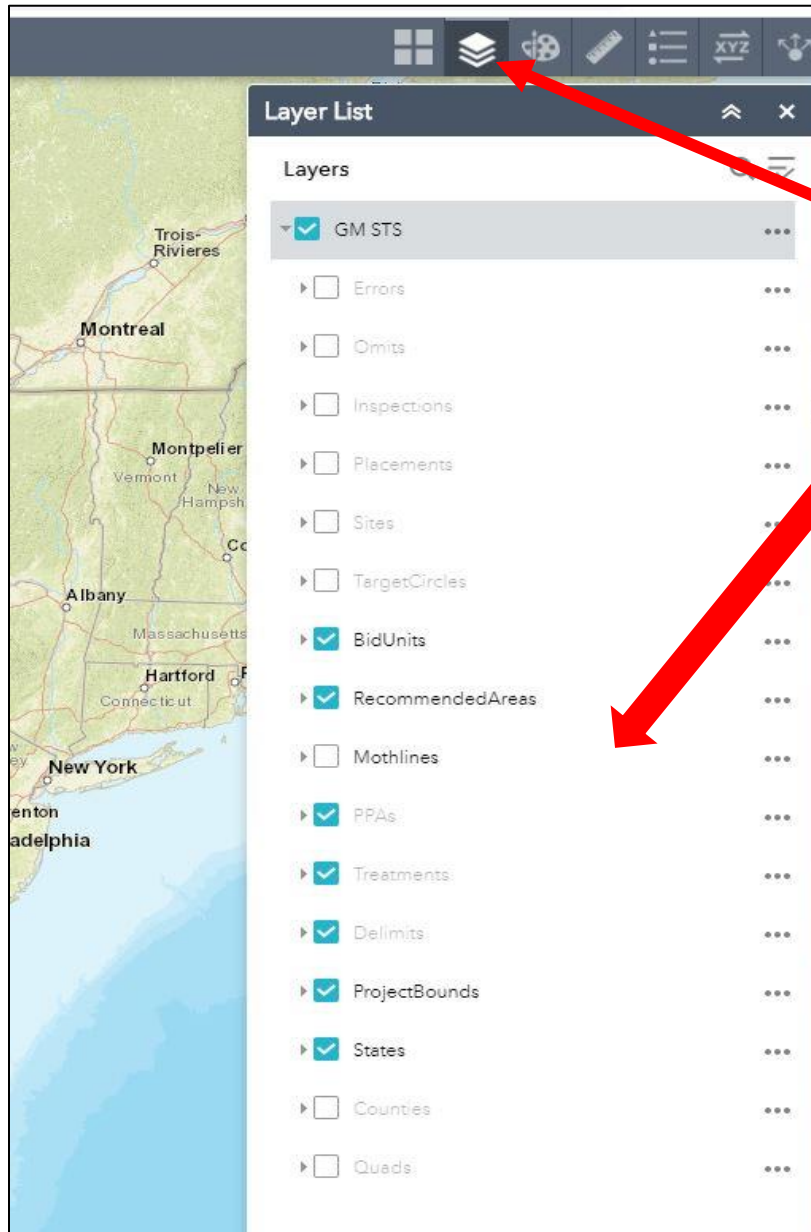 XYZ
Layer List
Layers
GM STS
Errors
Omits
Inspections
Placements
Sites
TargetCircles
BidUnits
RecommendedAreas
Mothlines
PPAs
Treatments
Delimits
ProjectBounds
States
Counties
Quads
Trois-
Rivieres
Montreal
Montpelier
Vermont
New
Hampsh
Co
Albany
Massachusetts
Hartford
Connecticut
New York
enton
adelphia